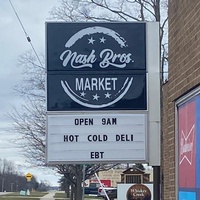 Nash Bros.
MARKET
OPEN 9AM
HOT COLD DELI
EBT